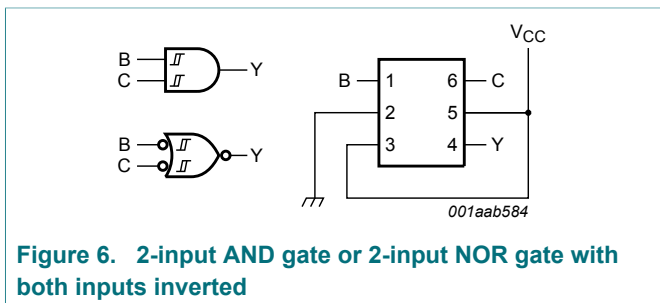 B
C
Y
B
C
Y
V_CC
B 1 6 C
2 5
3 4 Y
001aab584
Figure 6. 2-input AND gate or 2-input NOR gate with
both inputs inverted